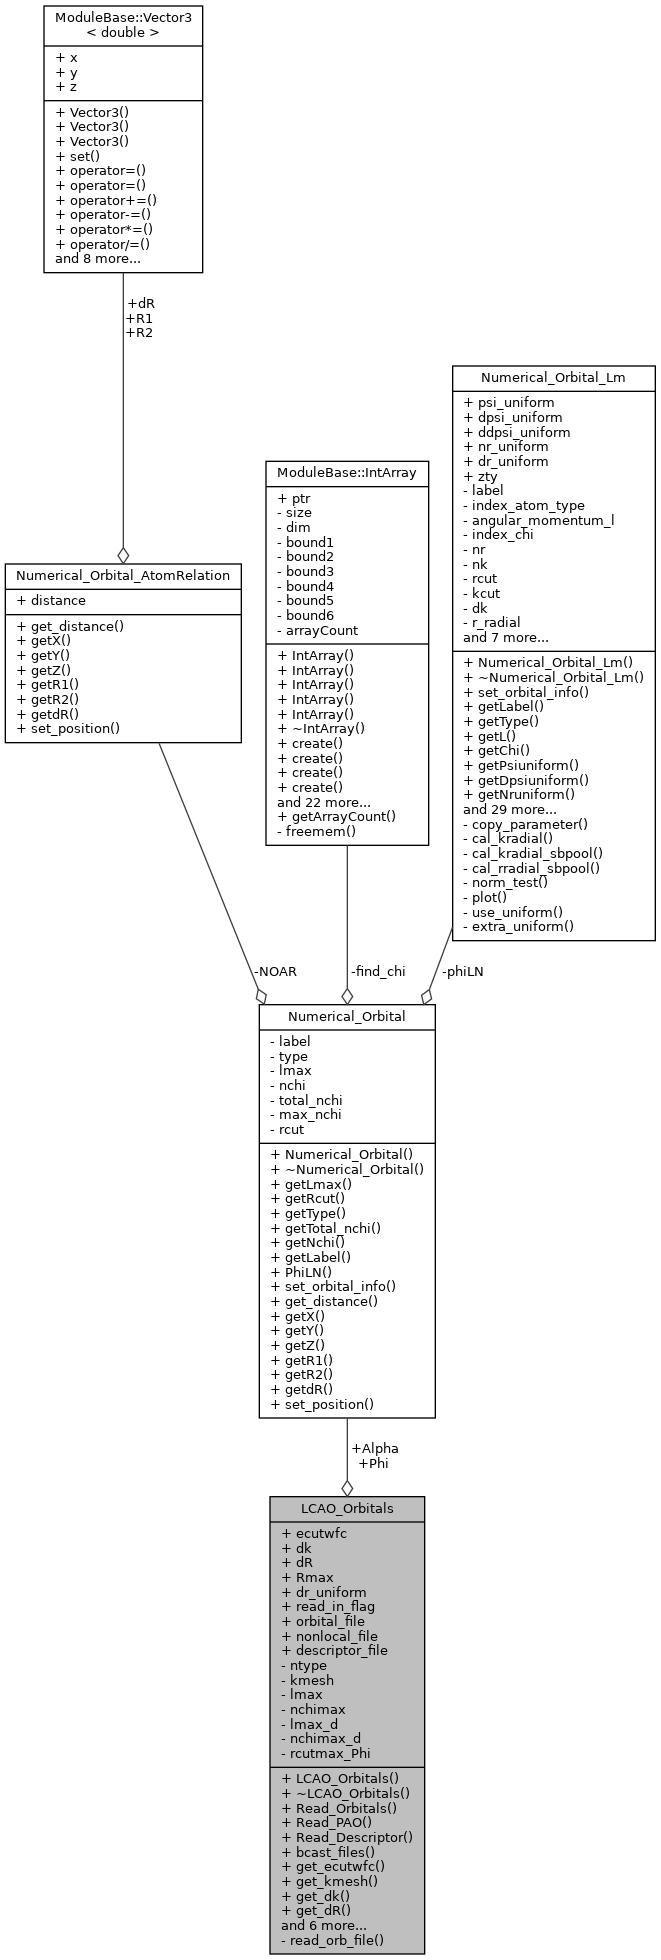 ModuleBase::Vector3
< double >
+ x
+ y
+ z
+ Vector3()
+ Vector3()
+ Vector3()
+ set()
+ operator=()
+ operator=()
+ operator+=()
+ operator-=()
+ operator*=()
+ operator/=()
and 8 more...
+dR
+R1
+R2
Numerical_Orbital_AtomRelation
+ distance
+ get_distance()
+ getX()
+ getY()
+ getZ()
+ getR1()
+ getR2()
+ getdR()
+ set_position()
ModuleBase::IntArray
+ ptr
- size
- dim
- bound1
- bound2
- bound3
- bound4
- bound5
- bound6
- arrayCount
+ IntArray()
+ IntArray()
+ IntArray()
+ IntArray()
+ IntArray()
+ ~IntArray()
+ create()
+ create()
+ create()
+ create()
and 22 more...
+ getArrayCount()
- freemem()
Numerical_Orbital_Lm
+ psi_uniform
+ dpsi_uniform
+ ddpsi_uniform
+ nr_uniform
+ dr_uniform
+ zty
- label
- index_atom_type
- angular_momentum_l
- index_chi
- nr
- nk
- rcut
- kcut
- dk
- r_radial
and 7 more...
+ Numerical_Orbital_Lm()
+ ~Numerical_Orbital_Lm()
+ set_orbital_info()
+ getLabel()
+ getType()
+ getL()
+ getChi()
+ getPsiuniform()
+ getDpsiuniform()
+ getNruniform()
and 29 more...
- copy_parameter()
- cal_kradial()
- cal_kradial_sbpool()
- cal_rradial_sbpool()
- norm_test()
- plot()
- use_uniform()
- extra_uniform()
-NOAR
-find_chi
-phiLN
Numerical_Orbital
- label
- type
- lmax
- nchi
- total_nchi
- max_nchi
- rcut
+ Numerical_Orbital()
+ ~Numerical_Orbital()
+ getLmax()
+ getRcut()
+ getType()
+ getTotal_nchi()
+ getNchi()
+ getLabel()
+ PhiLN()
+ set_orbital_info()
+ get_distance()
+ getX()
+ getY()
+ getZ()
+ getR1()
+ getR2()
+ getdR()
+ set_position()
+Alpha
+Phi
LCAO_Orbitals
+ ecutwfc
+ dk
+ dR
+ Rmax
+ dr_uniform
+ read_in_flag
+ orbital_file
+ nonlocal_file
+ descriptor_file
- ntype
- kmesh
- lmax
- nchimax
- lmax_d
- nchimax_d
- rcutmax_Phi
+ LCAO_Orbitals()
+ ~LCAO_Orbitals()
+ Read_Orbitals()
+ Read_PAO()
+ Read_Descriptor()
+ bcast_files()
+ get_ecutwfc()
+ get_kmesh()
+ get_dk()
+ get_dR()
and 6 more...
- read_orb_file()